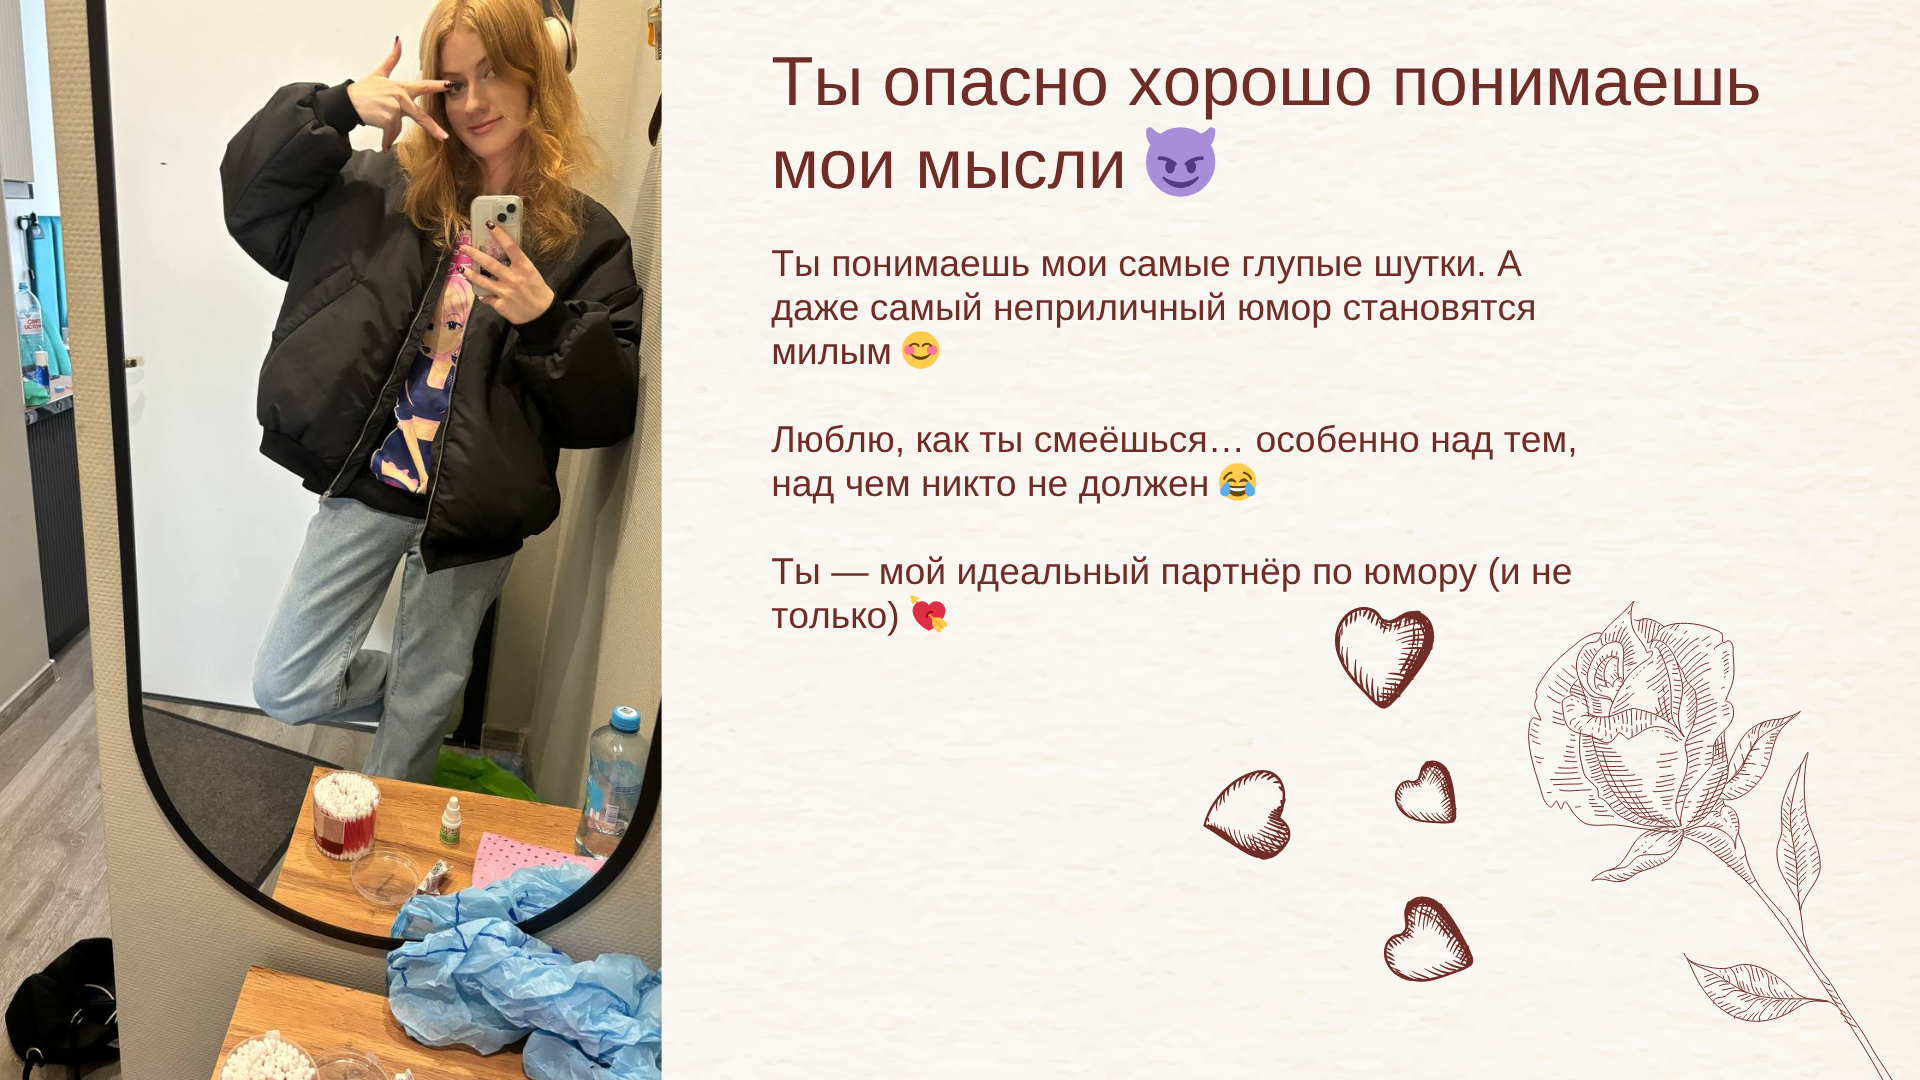 Ты опасно хорошо понимаешь
мои мысли 😈
Ты понимаешь мои самые глупые шутки. А
даже самый неприличный юмор становятся
милым 😊
Люблю, как ты смеёшься… особенно над тем,
над чем никто не должен 😂
Ты — мой идеальный партнёр по юмору (и не
только) 💘